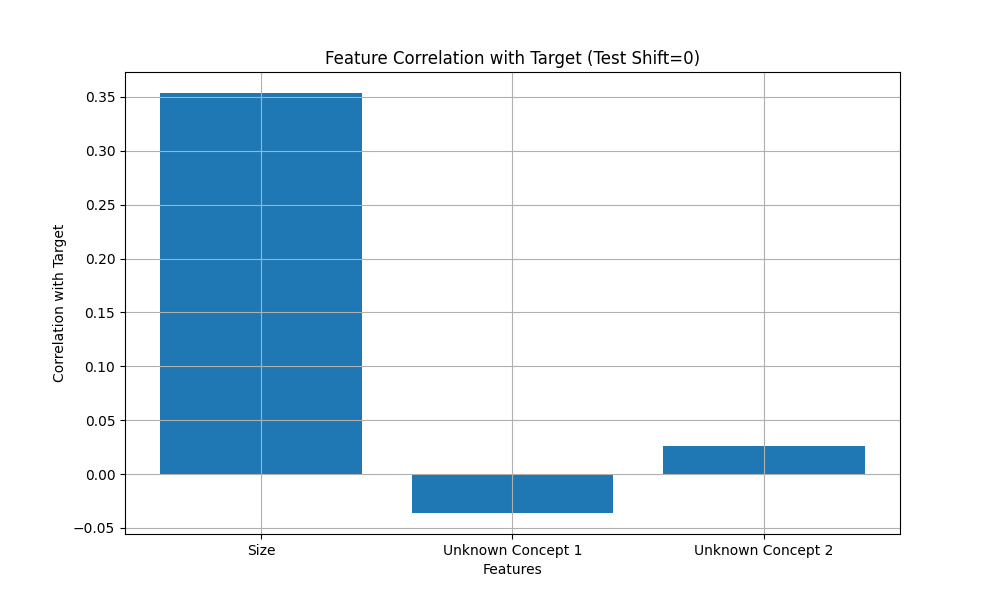 Feature Correlation with Target (Test Shift=0)
Correlation with Target
0.35
0.30
0.25
0.20
0.15
0.10
0.05
0.00
−0.05
Size
Unknown Concept 1
Unknown Concept 2
Features